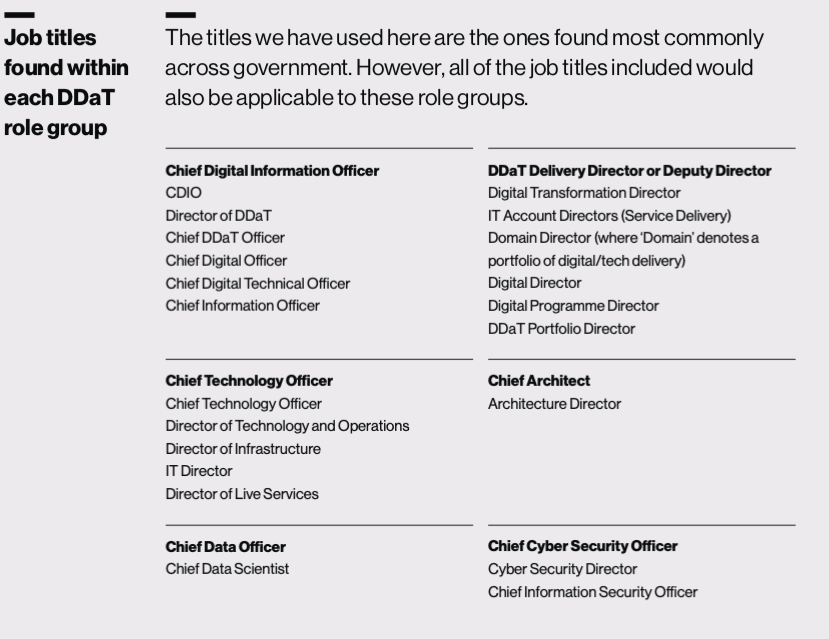 Job titles
found within
each DDaT
role group
The titles we have used here are the ones found most commonly
across government. However, all of the job titles included would
also be applicable to these role groups.
Chief Digital Information Officer
CDIO
Director of DDaT
Chief DDaT Officer
Chief Digital Officer
Chief Digital Technical Officer
Chief Information Officer
DDaT Delivery Director or Deputy Director
Digital Transformation Director
IT Account Directors (Service Delivery)
Domain Director (where ‘Domain’ denotes a
portfolio of digital/tech delivery)
Digital Director
Digital Programme Director
DDaT Portfolio Director
Chief Technology Officer
Chief Technology Officer
Director of Technology and Operations
Director of Infrastructure
IT Director
Director of Live Services
Chief Architect
Architecture Director
Chief Data Officer
Chief Data Scientist
Chief Cyber Security Officer
Cyber Security Director
Chief Information Security Officer